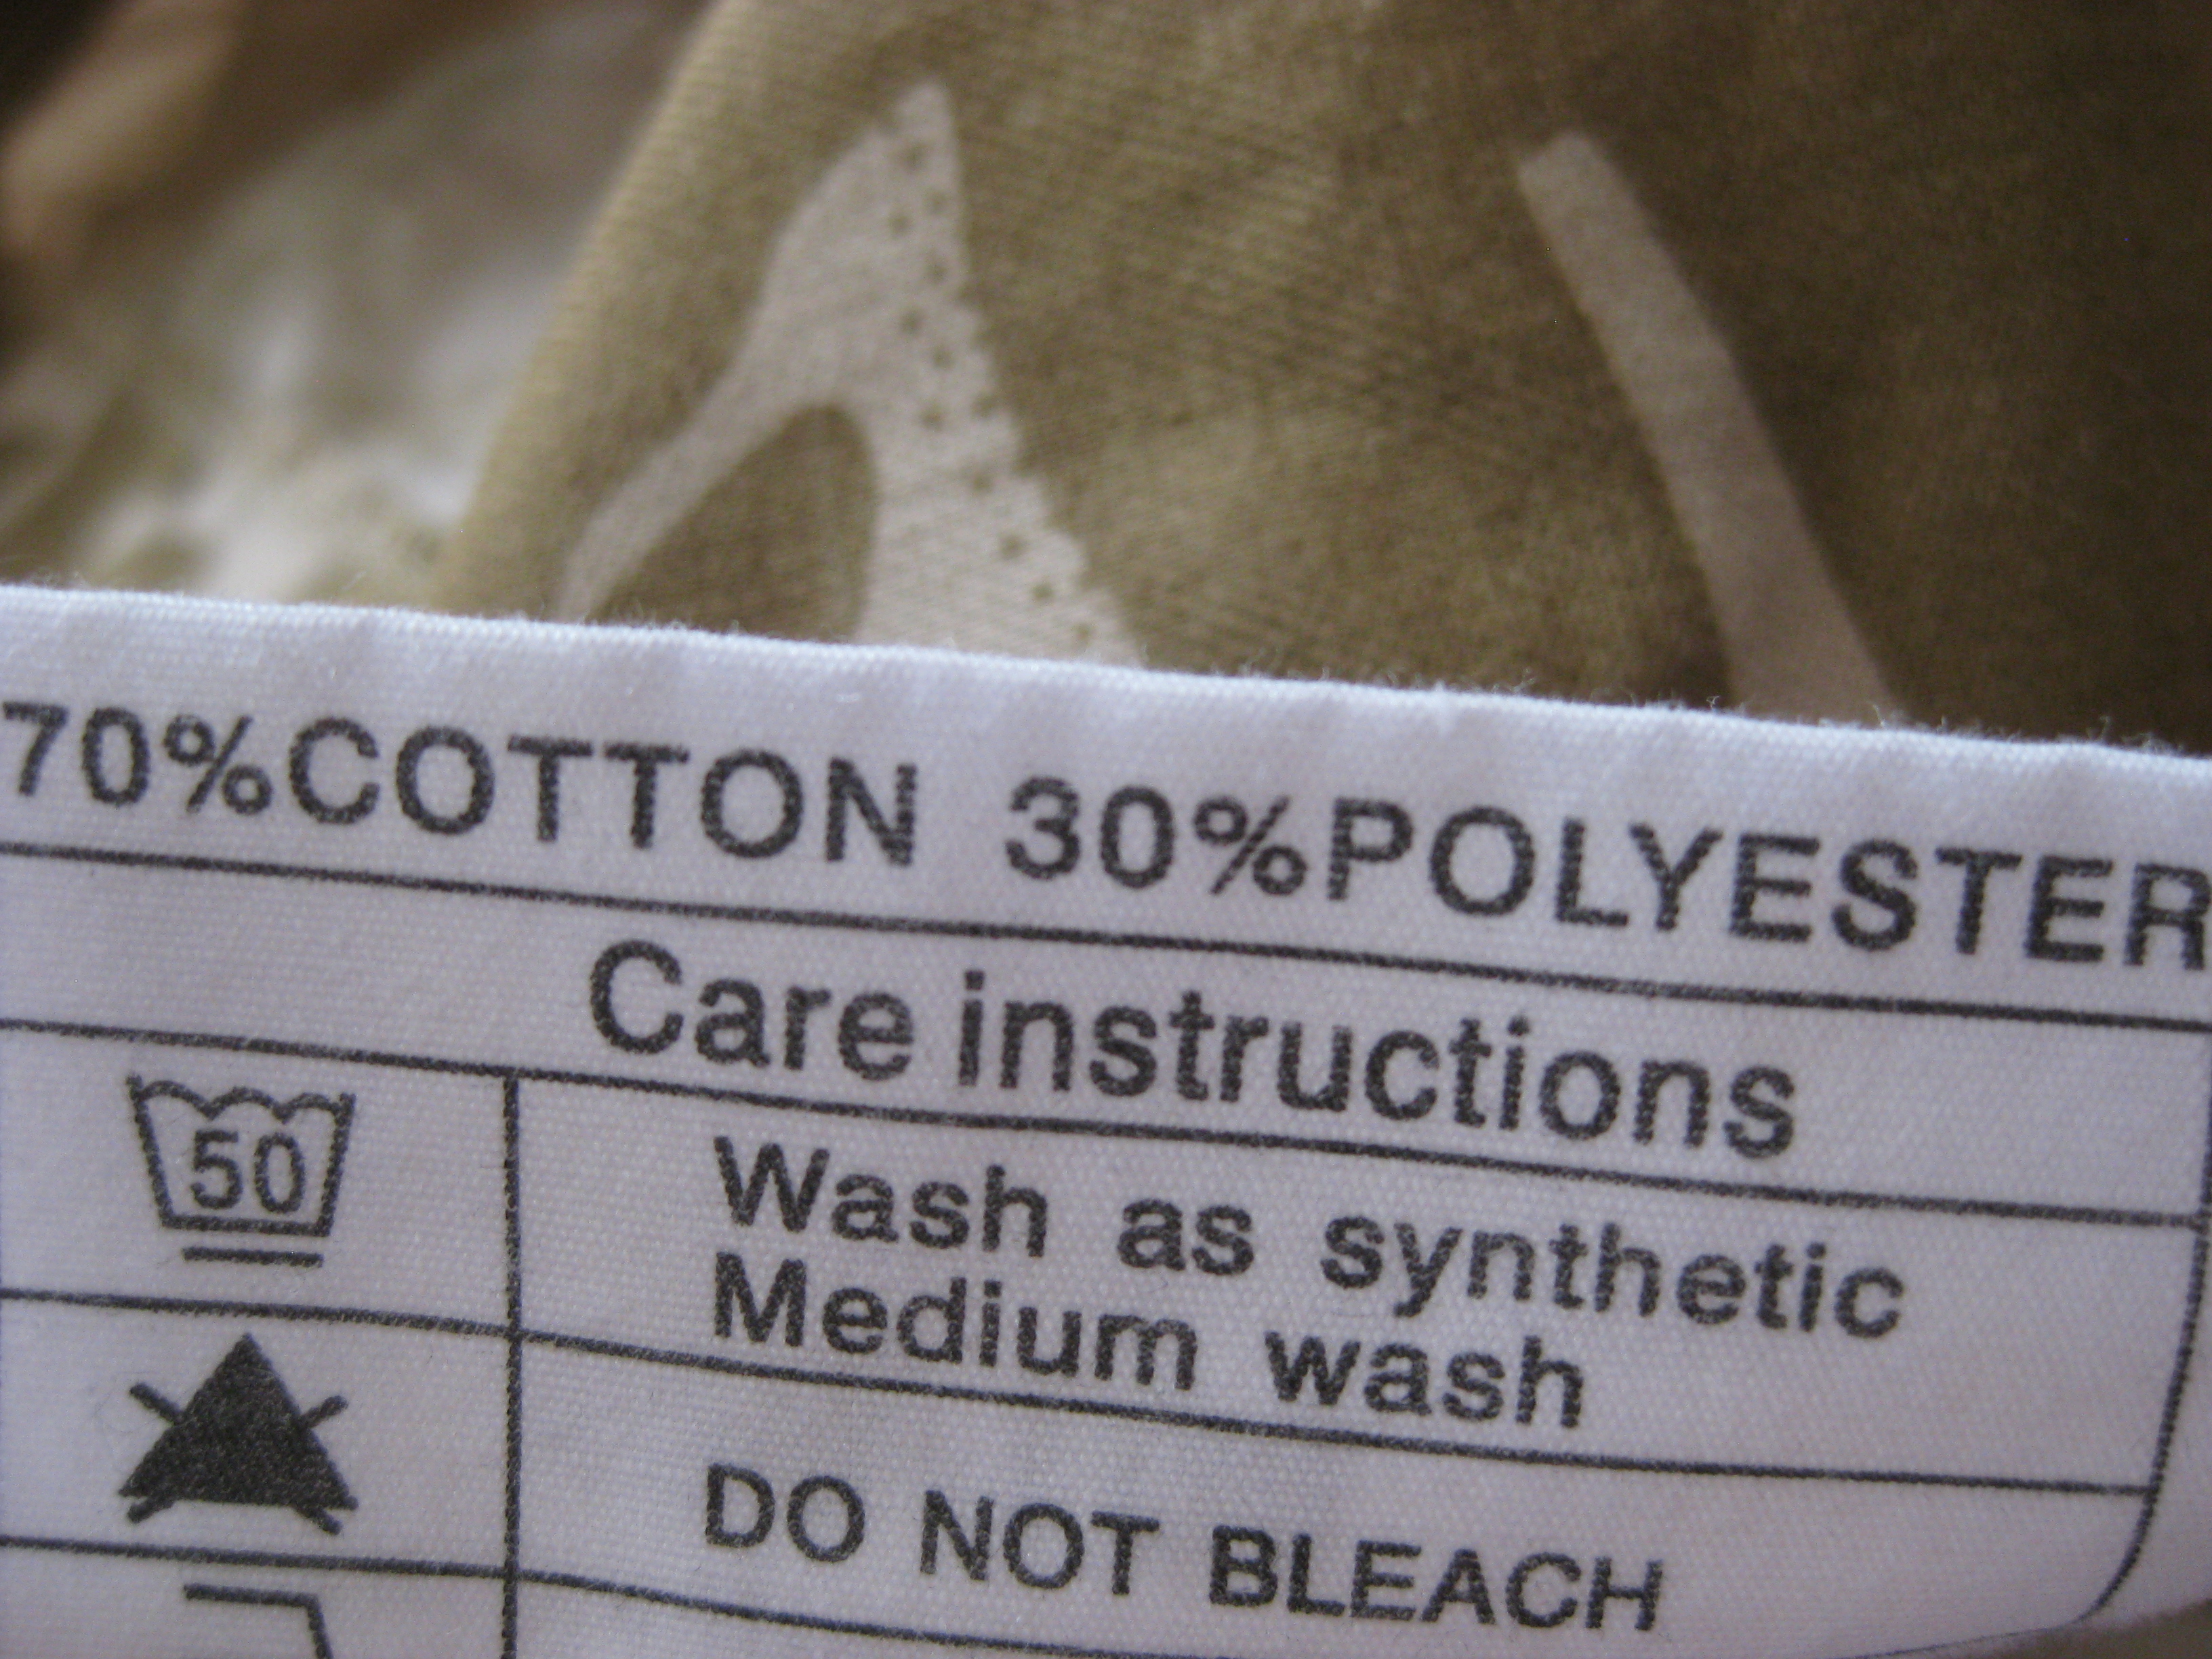 70%COTTON 30%POLYESTER
Care instructions
50
Wash as synthetic
Medium wash
DO NOT BLEACH